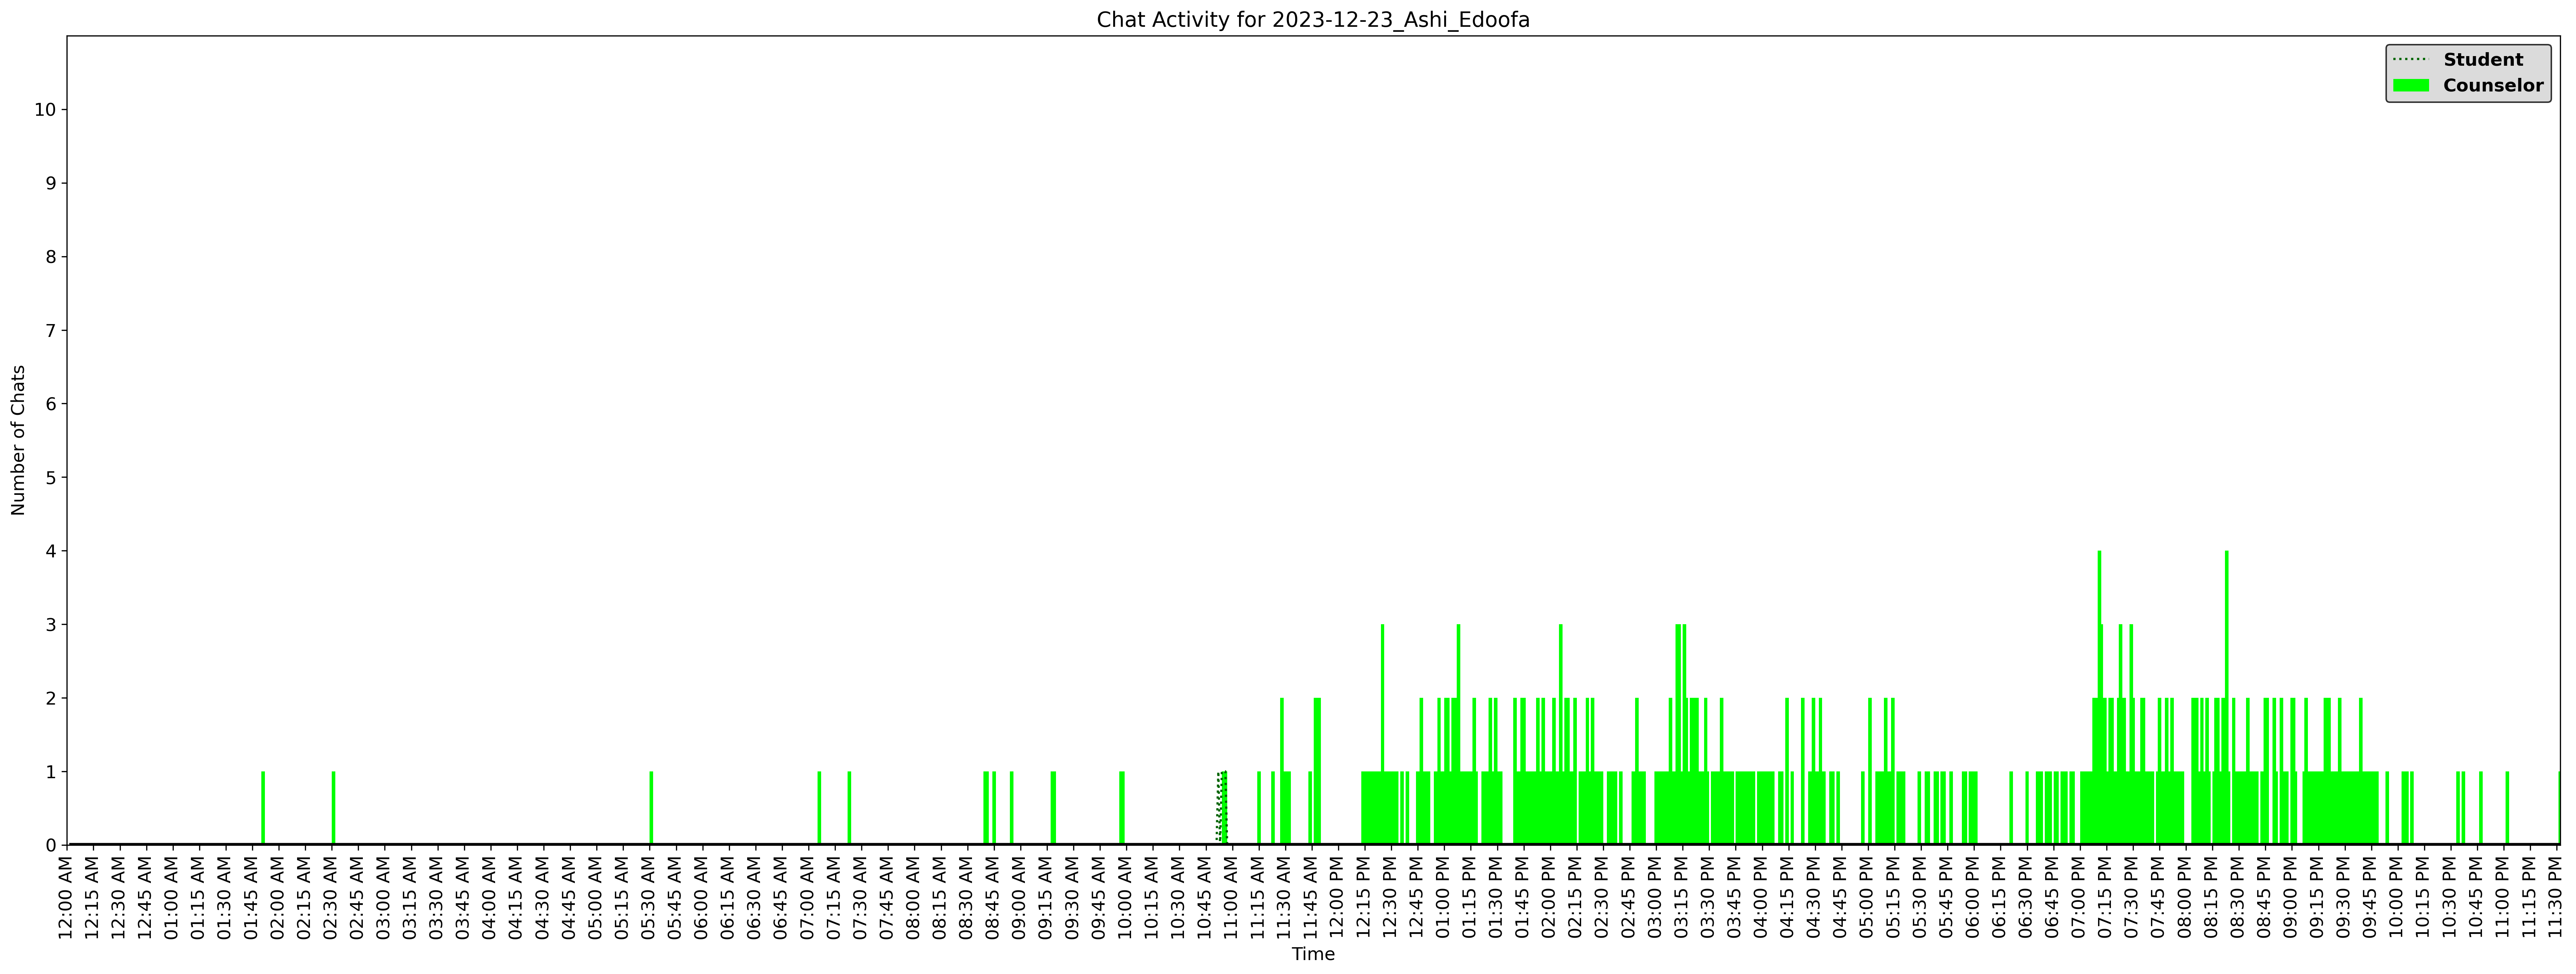 Chat Activity for 2023-12-23_Ashi_Edoofa
Student
Counselor
Number of Chats
10
9
8
7
6
5
4
3
2
1
0
12:00 AM
12:15 AM
12:30 AM
12:45 AM
01:00 AM
01:15 AM
01:30 AM
01:45 AM
02:00 AM
02:15 AM
02:30 AM
02:45 AM
03:00 AM
03:15 AM
03:30 AM
03:45 AM
04:00 AM
04:15 AM
04:30 AM
04:45 AM
05:00 AM
05:15 AM
05:30 AM
05:45 AM
06:00 AM
06:15 AM
06:30 AM
06:45 AM
07:00 AM
07:15 AM
07:30 AM
07:45 AM
08:00 AM
08:15 AM
08:30 AM
08:45 AM
09:00 AM
09:15 AM
09:30 AM
09:45 AM
10:00 AM
10:15 AM
10:30 AM
10:45 AM
11:00 AM
11:15 AM
11:30 AM
11:45 AM
12:00 PM
12:15 PM
12:30 PM
12:45 PM
01:00 PM
01:15 PM
01:30 PM
01:45 PM
02:00 PM
02:15 PM
02:30 PM
02:45 PM
03:00 PM
03:15 PM
03:30 PM
03:45 PM
04:00 PM
04:15 PM
04:30 PM
04:45 PM
05:00 PM
05:15 PM
05:30 PM
05:45 PM
06:00 PM
06:15 PM
06:30 PM
06:45 PM
07:00 PM
07:15 PM
07:30 PM
07:45 PM
08:00 PM
08:15 PM
08:30 PM
08:45 PM
09:00 PM
09:15 PM
09:30 PM
09:45 PM
10:00 PM
10:15 PM
10:30 PM
10:45 PM
11:00 PM
11:15 PM
11:30 PM
Time